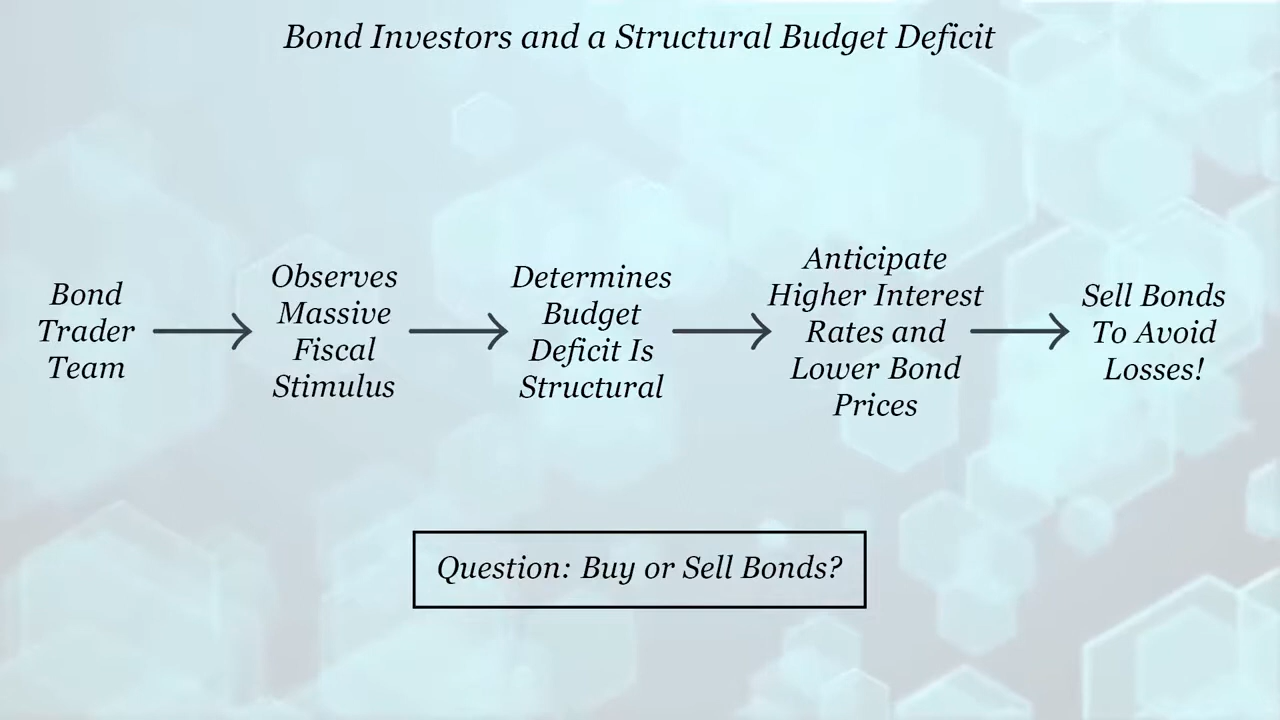 Bond Investors and a Structural Budget Deficit
Bond
Trader
Team
Observes
Massive
Fiscal
Stimulus
Determines
Budget
Deficit Is
Structural
Anticipate
Higher Interest
Rates and
Lower Bond
Prices
Sell Bonds
To Avoid
Losses!
Question: Buy or Sell Bonds?